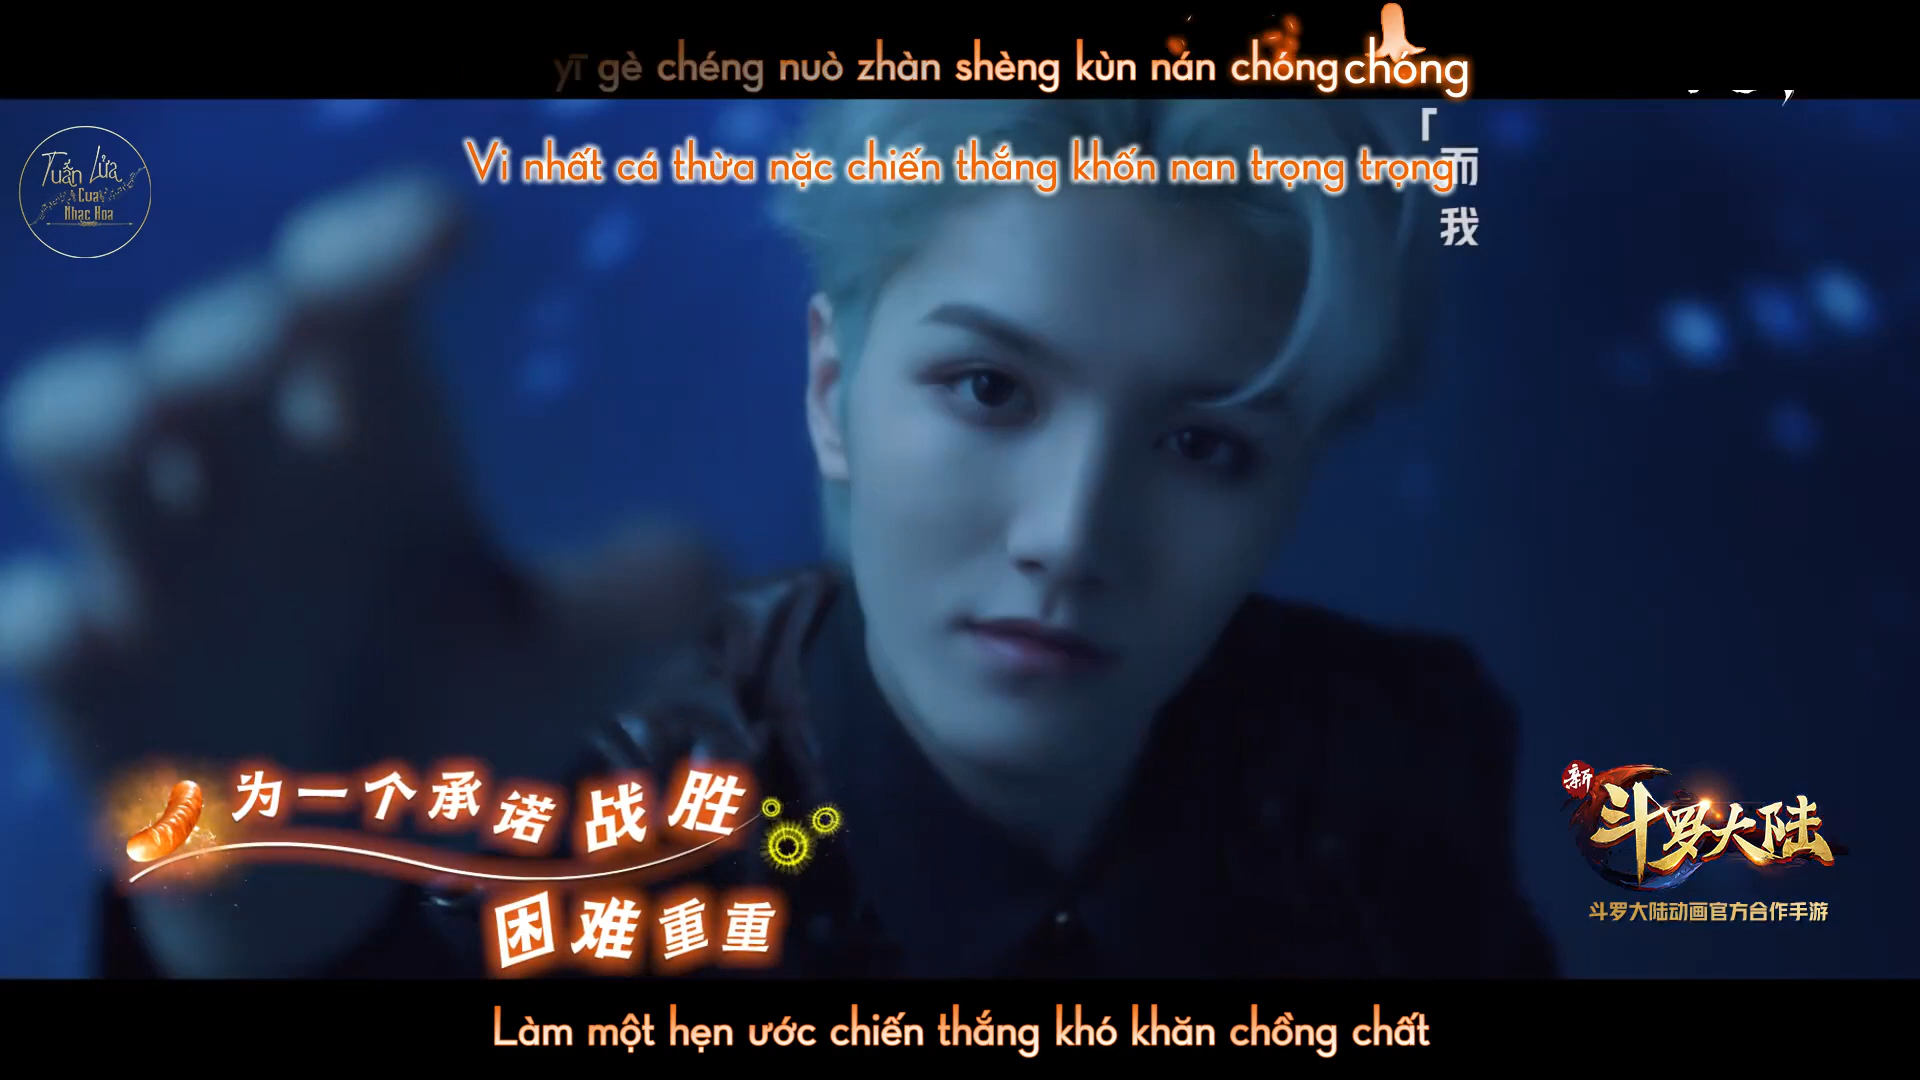 yī gè chéng nuò zhàn shèng kùn nán chóng chóng
Vi nhất cá thừa nặc chiến thắng khốn nan trọng trọng
「而我
Tuấn Lửa
Cua
Nhạc Hoa
为一个承诺战胜
困难重重
新
斗罗大陆
斗罗大陆动画官方合作手游
Làm một hẹn ước chiến thắng khó khăn chồng chất